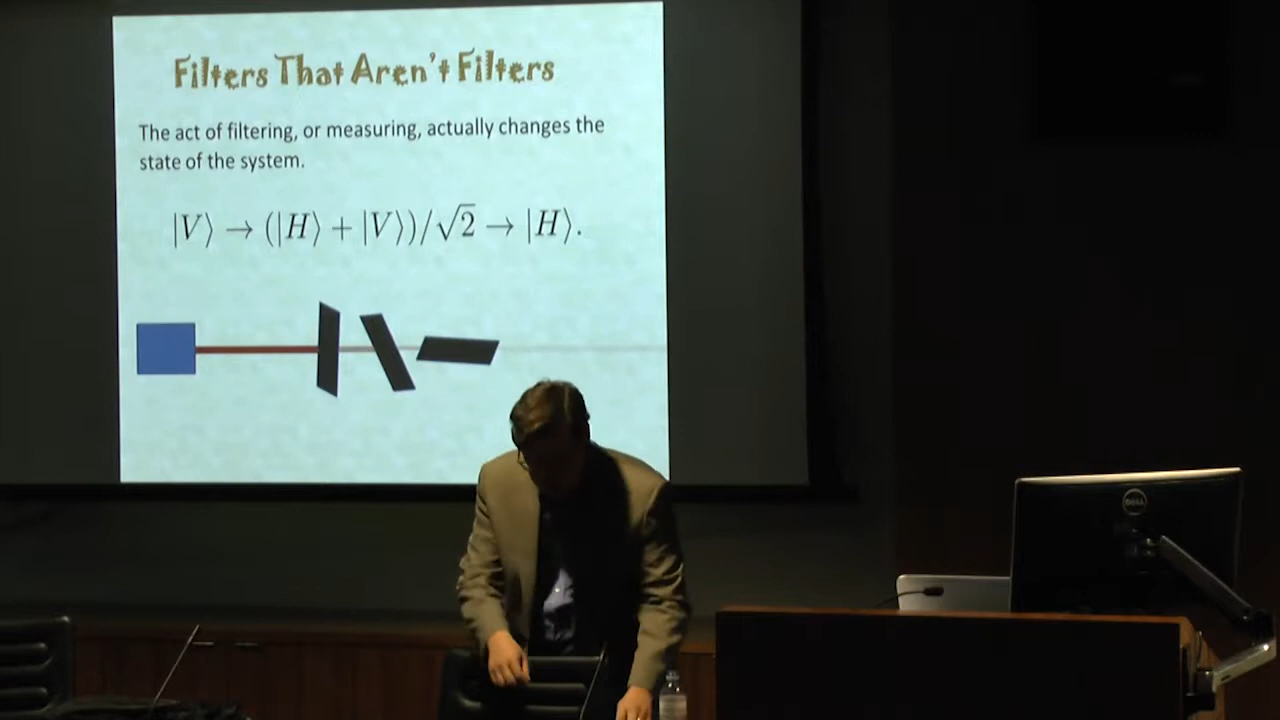 Filters That Aren't Filters
The act of filtering, or measuring, actually changes the
state of the system.
|V⟩ → (|H⟩ + |V⟩)/√2 → |H⟩.
DELL